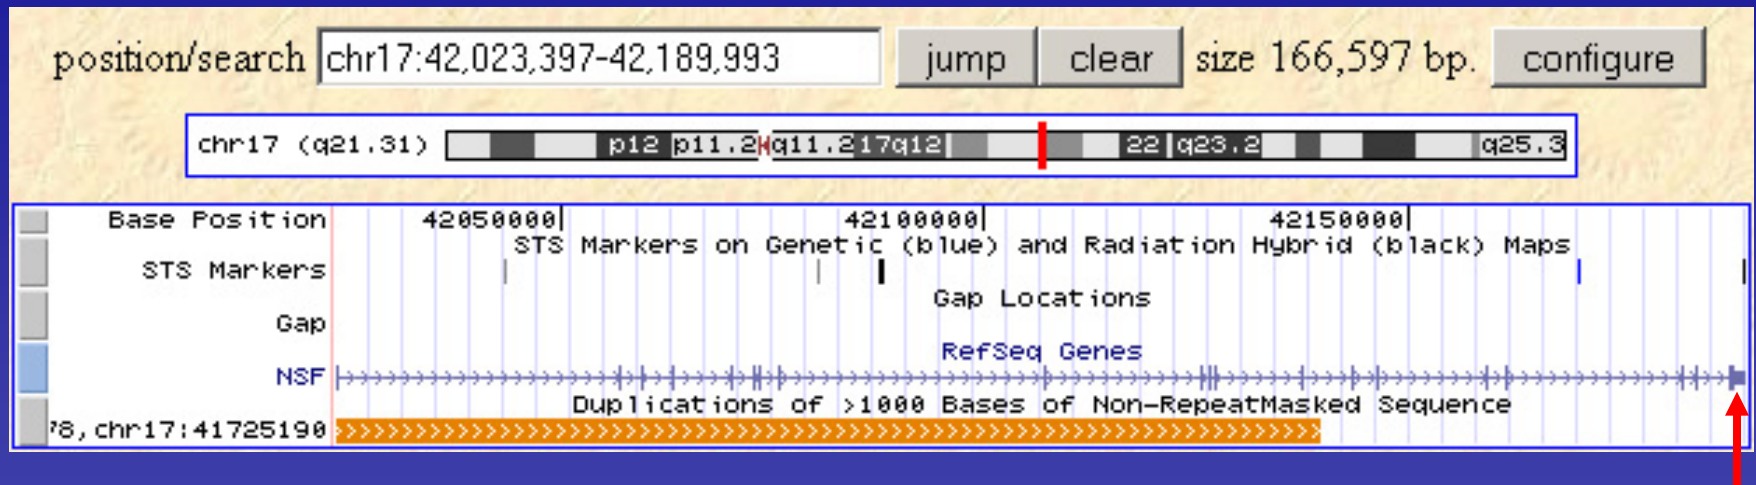 position/search chr17:42,023,397-42,189,993 jump clear size 166,597 bp. configure
chr17 (q21.31) p12 p11.2 q11.2 17q12 22 q23.2 q25.3
Base Position 42050000| 42100000| 42150000|
STS Markers on Genetic (blue) and Radiation Hybrid (black) Maps
STS Markers
Gap Locations
Gap
RefSeq Genes
NSF
Duplications of >1000 Bases of Non-RepeatMasked Sequence
78,chr17:41725190